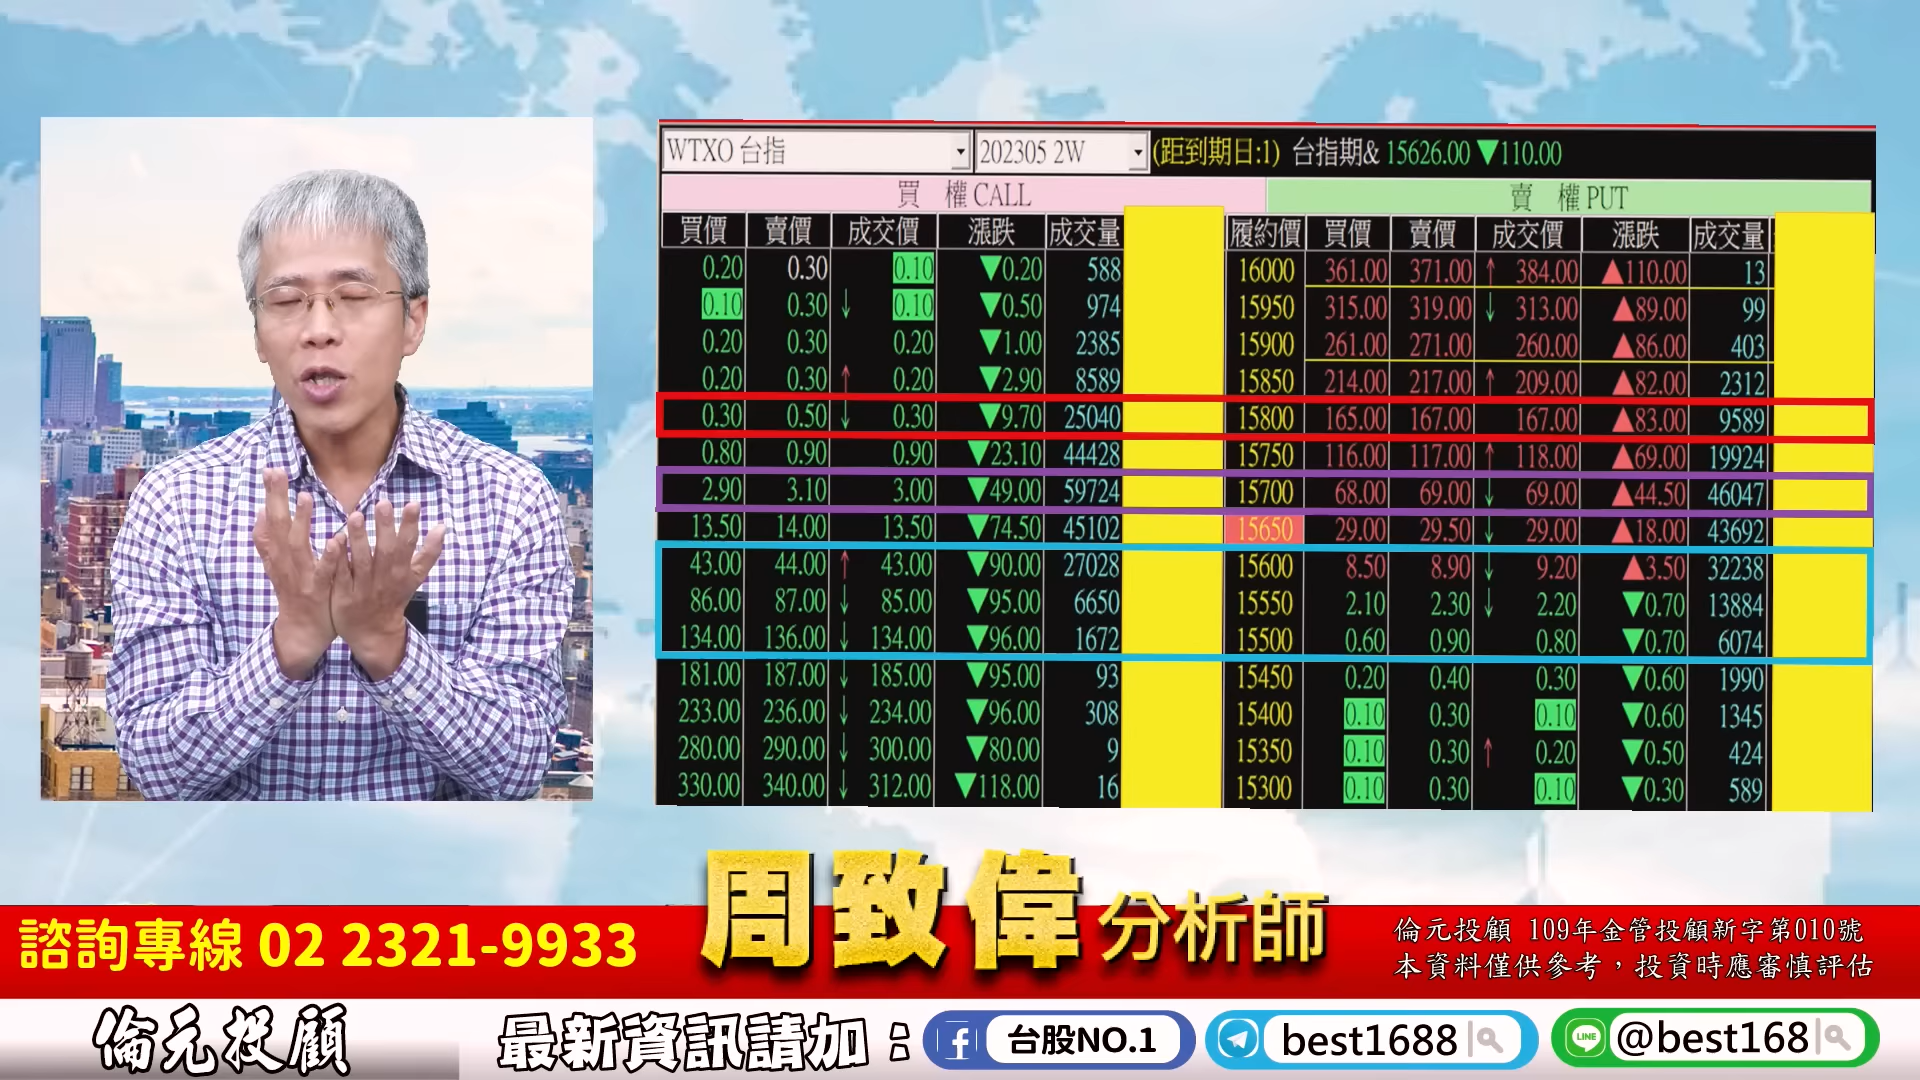 WTXO 台指 202305 2W (距到期日:1) 台指期& 15626.00 ▼110.00
買 權 CALL 賣 權 PUT
買價 賣價 成交價 漲跌 成交量 履約價 買價 賣價 成交價 漲跌 成交量
0.20 0.30 0.10 ▼0.20 588 16000 361.00 371.00 ↑ 384.00 ▲110.00 13
0.10 0.30 ↓ 0.10 ▼0.50 974 15950 315.00 319.00 ↓ 313.00 ▲89.00 99
0.20 0.30 0.20 ▼1.00 2385 15900 261.00 271.00 260.00 ▲86.00 403
0.20 0.30 ↑ 0.20 ▼2.90 8589 15850 214.00 217.00 ↑ 209.00 ▲82.00 2312
0.30 0.50 ↓ 0.30 ▼9.70 25040 15800 165.00 167.00 167.00 ▲83.00 9589
0.80 0.90 0.90 ▼23.10 44428 15750 116.00 117.00 ↑ 118.00 ▲69.00 19924
2.90 3.10 3.00 ▼49.00 59724 15700 68.00 69.00 ↓ 69.00 ▲44.50 46047
13.50 14.00 13.50 ▼74.50 45102 15650 29.00 29.50 ↓ 29.00 ▲18.00 43692
43.00 44.00 ↑ 43.00 ▼90.00 27028 15600 8.50 8.90 ↓ 9.20 ▲3.50 32238
86.00 87.00 ↓ 85.00 ▼95.00 6650 15550 2.10 2.30 ↓ 2.20 ▼0.70 13884
134.00 136.00 ↓ 134.00 ▼96.00 1672 15500 0.60 0.90 0.80 ▼0.70 6074
181.00 187.00 ↓ 185.00 ▼95.00 93 15450 0.20 0.40 0.30 ▼0.60 1990
233.00 236.00 ↓ 234.00 ▼96.00 308 15400 0.10 0.30 0.10 ▼0.60 1345
280.00 290.00 ↓ 300.00 ▼80.00 9 15350 0.10 0.30 ↑ 0.20 ▼0.50 424
330.00 340.00 ↓ 312.00 ▼118.00 16 15300 0.10 0.30 0.10 ▼0.30 589
周致偉 分析師
諮詢專線 02 2321-9933
倫元投顧 109年金管投顧新字第010號
本資料僅供參考，投資時應審慎評估
倫元投顧
最新資訊請加： 台股NO.1 best1688 LINE @best168